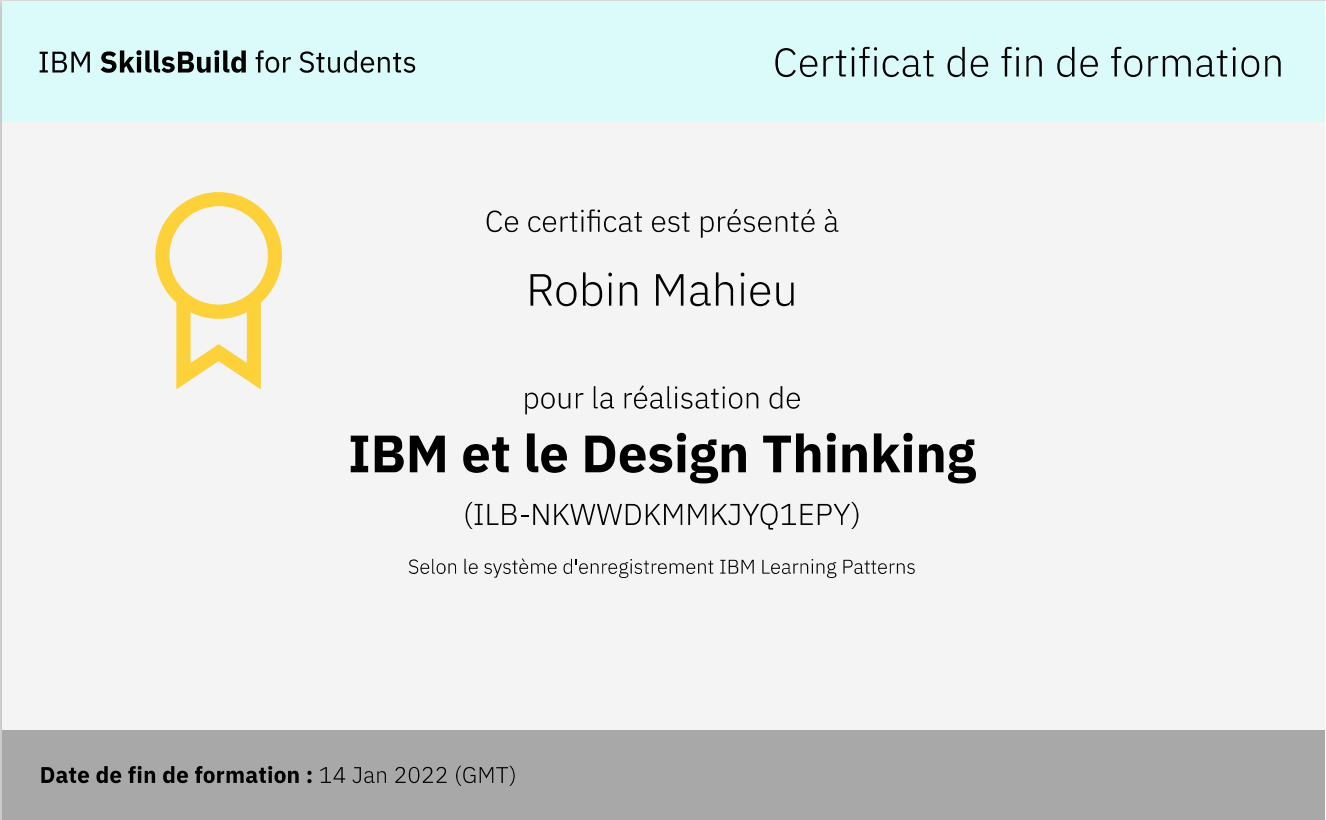 IBM SkillsBuild for Students
Certificat de fin de formation
Ce certificat est présenté à
Robin Mahieu
pour la réalisation de
IBM et le Design Thinking
(ILB-NKWWDKMMKJYQ1EPY)
Selon le système d'enregistrement IBM Learning Patterns
Date de fin de formation : 14 Jan 2022 (GMT)